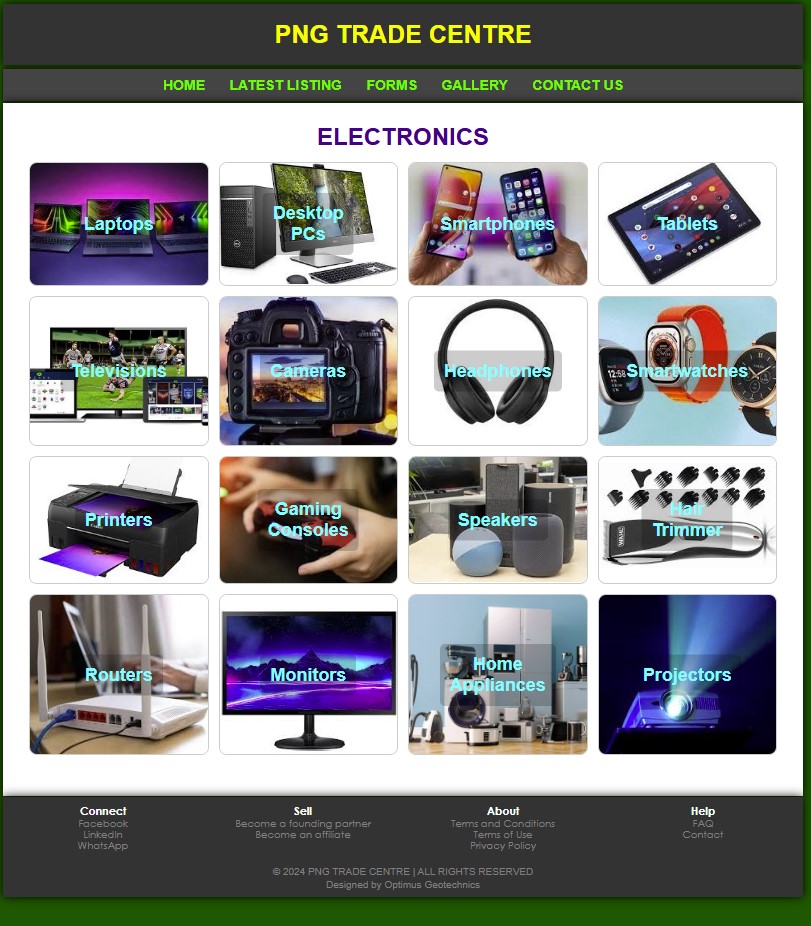 PNG TRADE CENTRE
HOME LATEST LISTING FORMS GALLERY CONTACT US
ELECTRONICS
Laptops
Desktop
PCs
Smartphones
Tablets
Televisions
Cameras
Headphones
Smartwatches
Printers
Gaming
Consoles
Speakers
Hair
Trimmer
Routers
Monitors
Home
Appliances
Projectors
Connect
Facebook
LinkedIn
WhatsApp
Sell
Become a founding partner
Become an affiliate
About
Terms and Conditions
Terms of Use
Privacy Policy
Help
FAQ
Contact
© 2024 PNG TRADE CENTRE | ALL RIGHTS RESERVED
Designed by Optimus Geotechnics